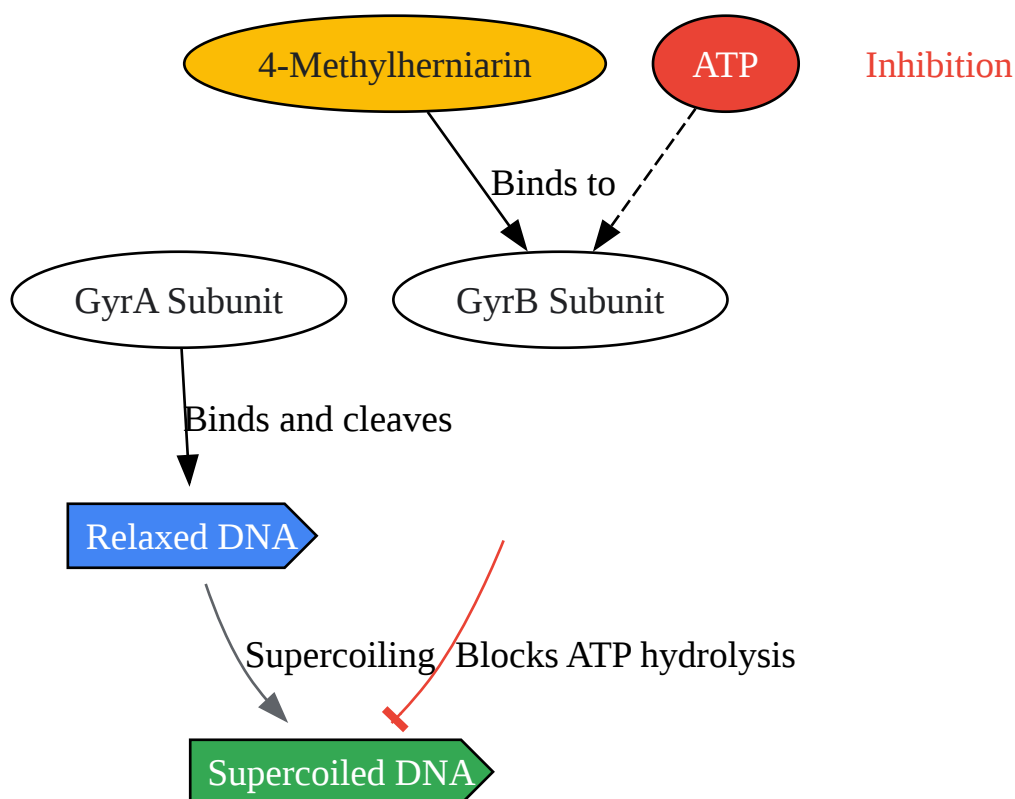 4-Methylherniarin
ATP
Inhibition
Binds to
GyrA Subunit
GyrB Subunit
Binds and cleaves
Relaxed DNA
Supercoiling
Blocks ATP hydrolysis
Supercoiled DNA